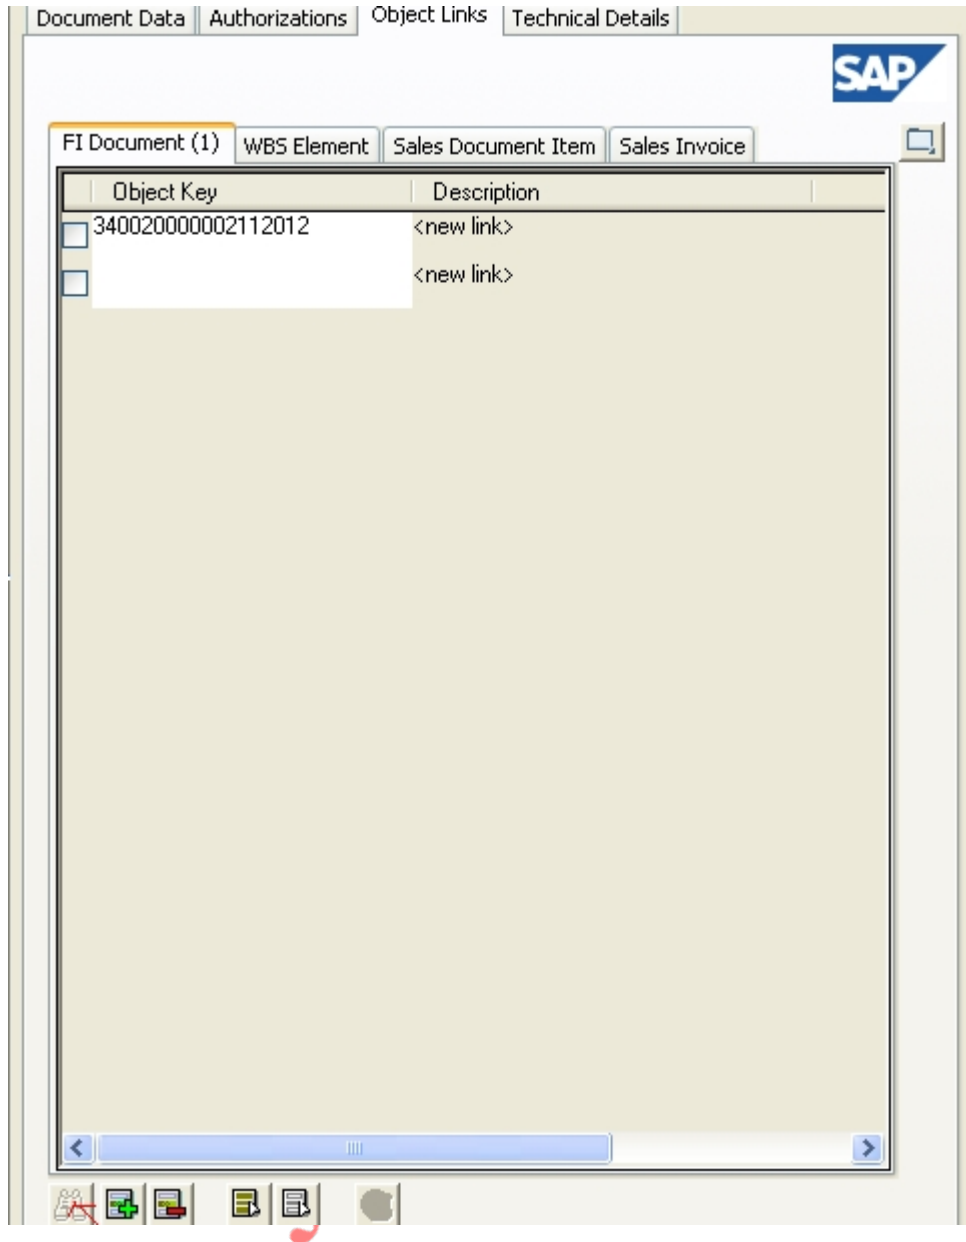 Document Data Authorizations Object Links Technical Details
SAP
FI Document (1) WBS Element Sales Document Item Sales Invoice
Object Key Description
340020000002112012 <new link>
<new link>